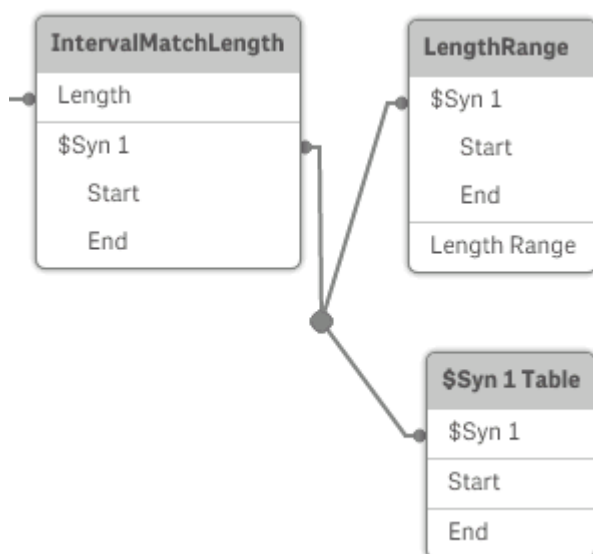 IntervalMatchLength
Length
$Syn 1
Start
End
LengthRange
$Syn 1
Start
End
Length Range
$Syn 1 Table
$Syn 1
Start
End